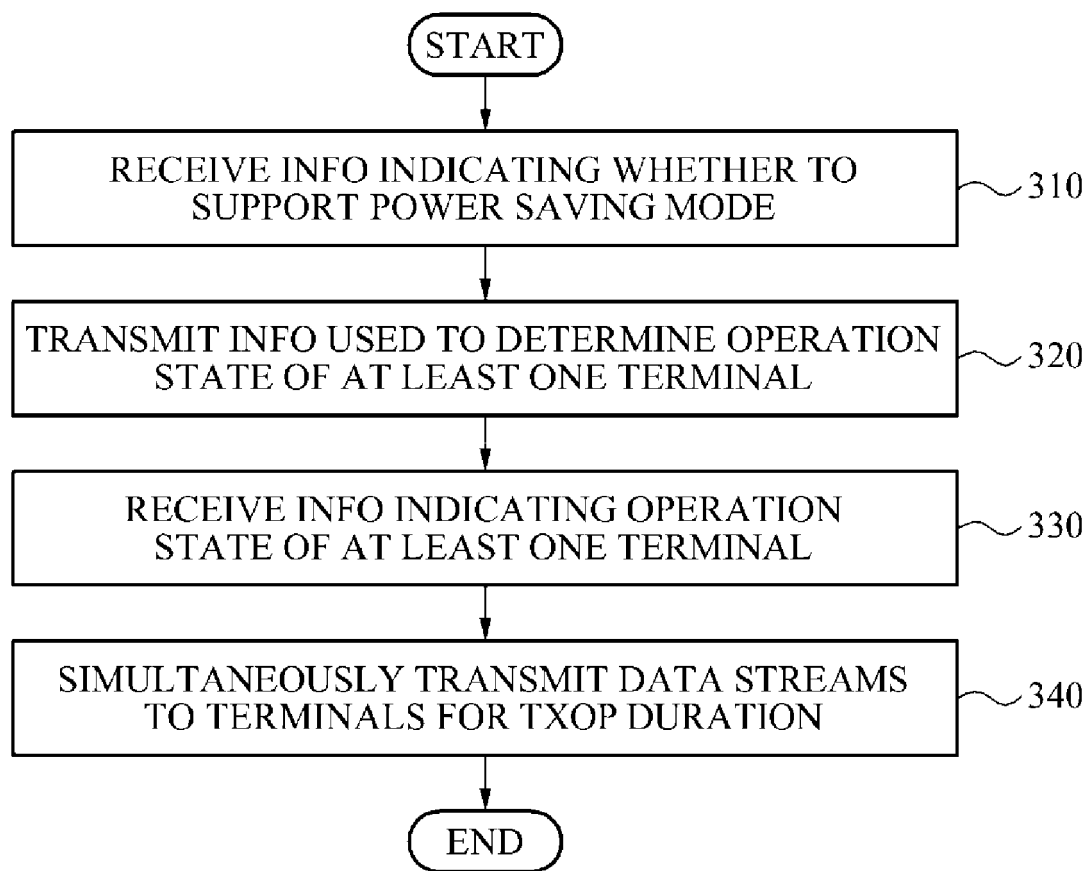 START
RECEIVE INFO INDICATING WHETHER TO
SUPPORT POWER SAVING MODE
310
TRANSMIT INFO USED TO DETERMINE OPERATION
STATE OF AT LEAST ONE TERMINAL
320
RECEIVE INFO INDICATING OPERATION
STATE OF AT LEAST ONE TERMINAL
330
SIMULTANEOUSLY TRANSMIT DATA STREAMS
TO TERMINALS FOR TXOP DURATION
340
END